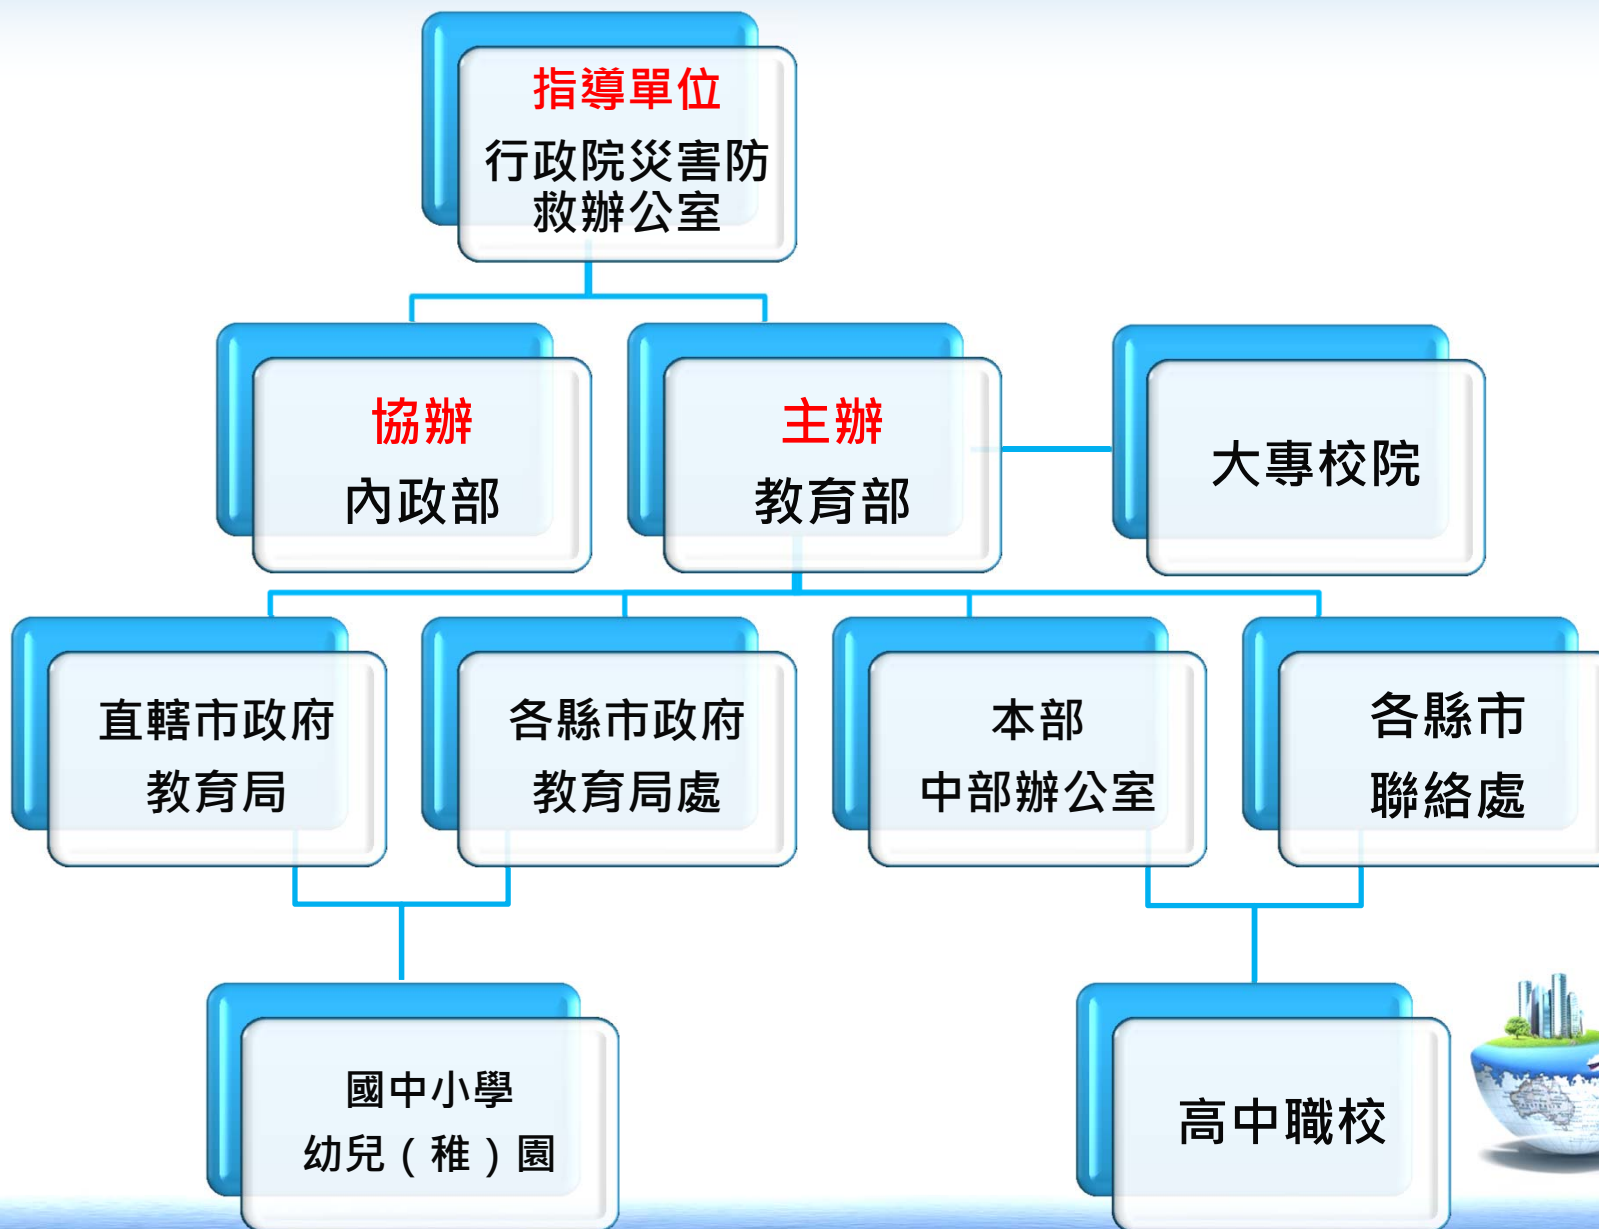 指導單位
行政院災害防
救辦公室
協辦
內政部
主辦
教育部
大專校院
直轄市政府
教育局
各縣市政府
教育局處
本部
中部辦公室
各縣市
聯絡處
國中小學
幼兒（稚）園
高中職校
AUSTRALIA